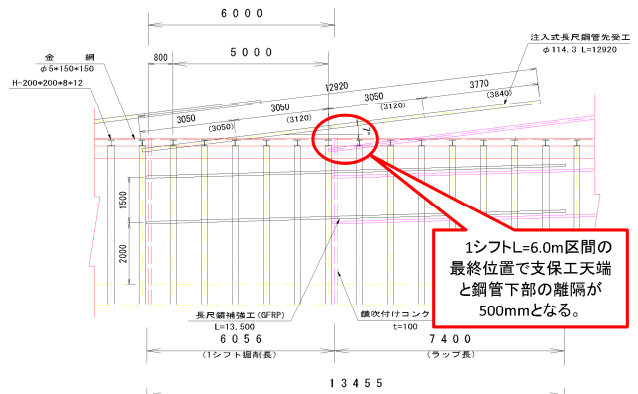 6000
注入式長尺鋼管先受工
φ114.3 L=12920
金網
φ5*150*150
H-200*200*8*12
800
5000
12920
3770
(3840)
3050
(3120)
3050
(3120)
3050
(3050)
7°
1500
2000
1シフトL=6.0m区間の
最終位置で支保工天端
と鋼管下部の離隔が
500mmとなる。
長尺鏡補強工(GFRP)
L=13,500
鏡吹付けコンク
t=100
6056
(1シフト掘削長)
7400
(ラップ長)
13455